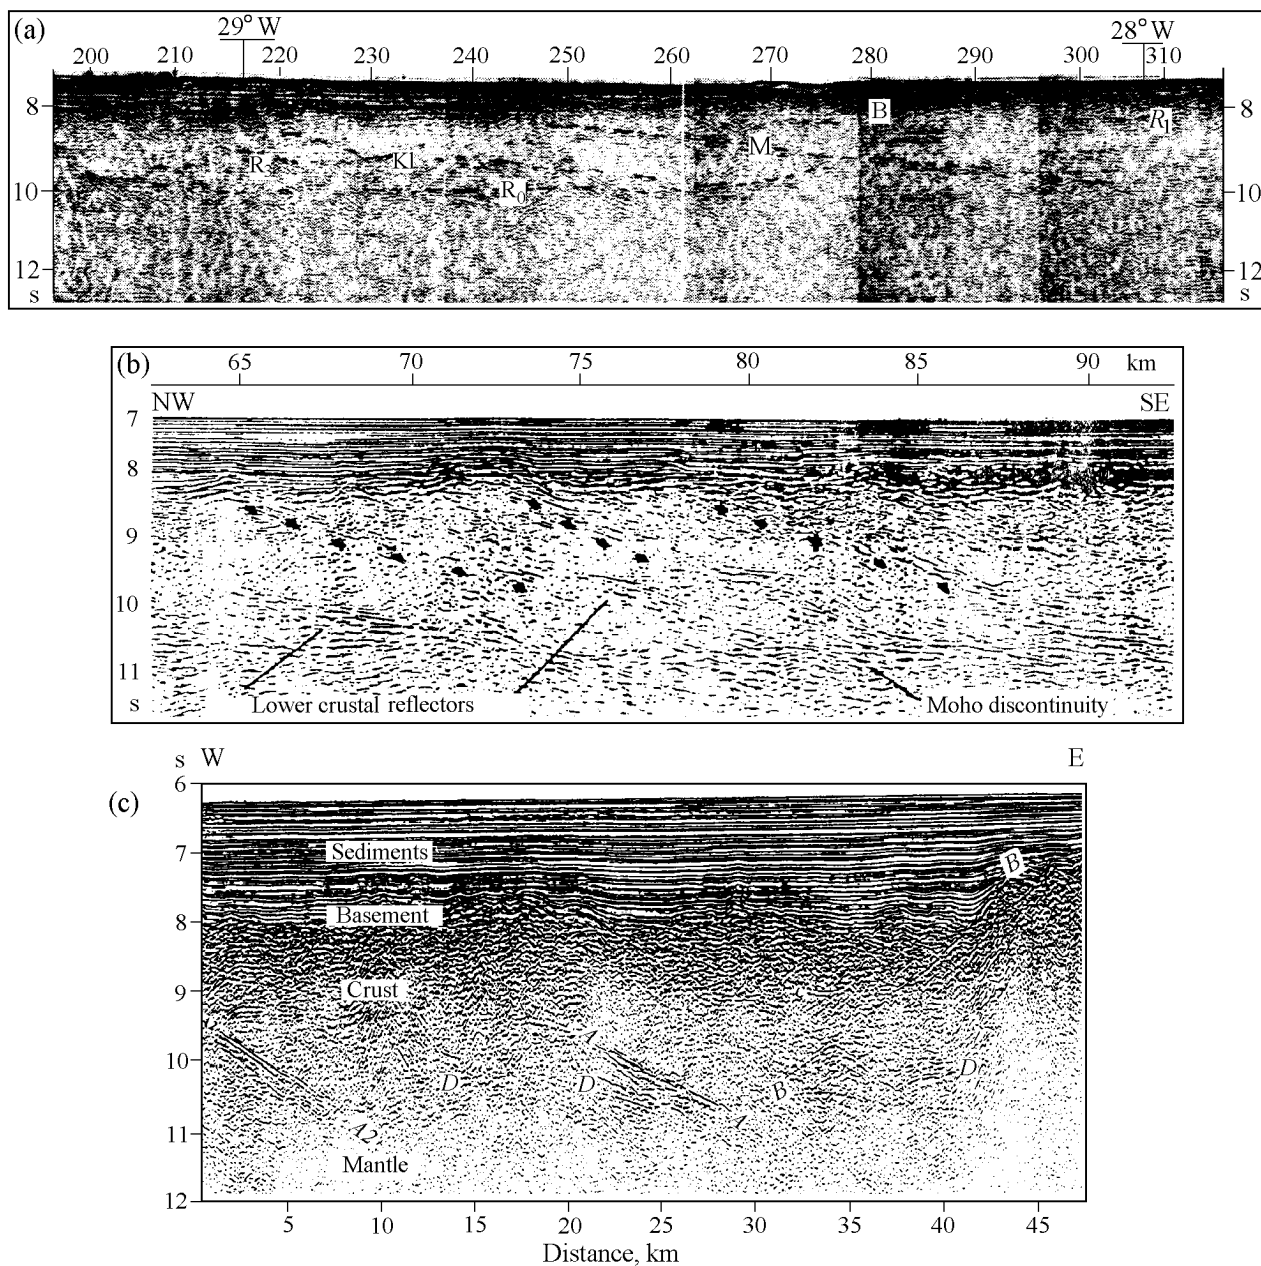 (a)
29° W 28° W
200 210 220 230 240 250 260 270 280 290 300 310
8 B R1 8
M
R Kl
10 R0 10
12 12
s s
(b)
65 70 75 80 85 90 km
NW SE
7
8
9
10
11
s
Lower crustal reflectors Moho discontinuity
s W E
6
(c)
7 Sediments B
8 Basement
9 Crust
A
10
D D B D
A
11 A2
Mantle
12
5 10 15 20 25 30 35 40 45
Distance, km